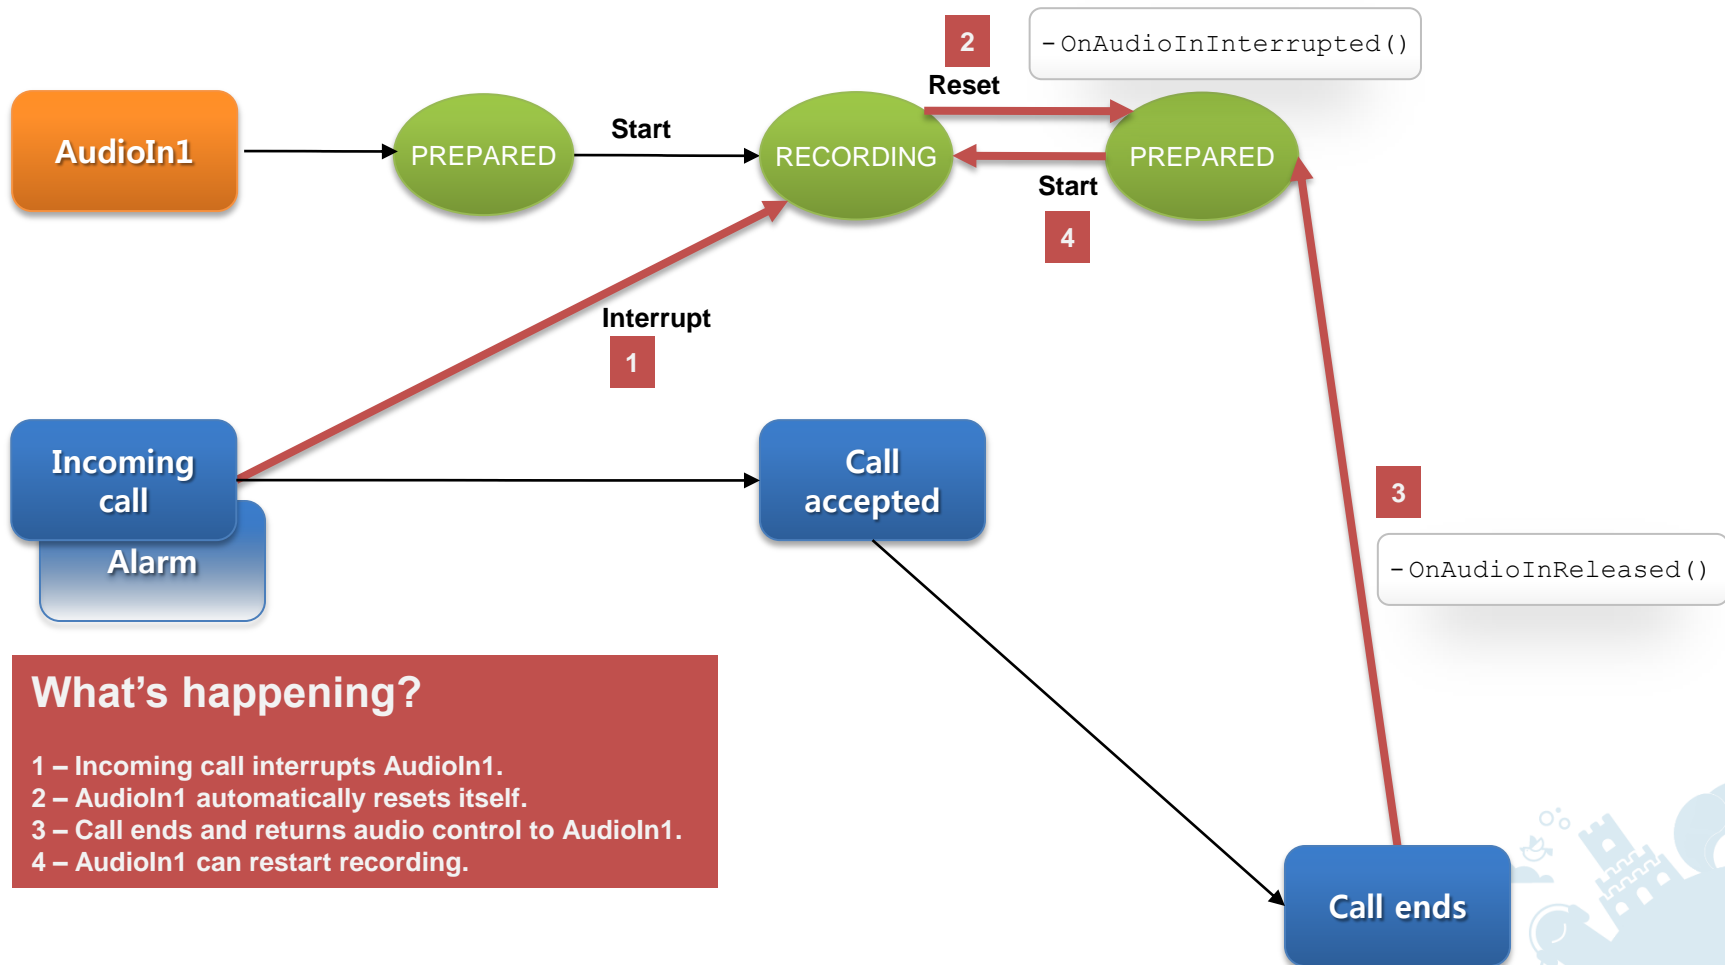 2
- OnAudioInInterrupted()
Reset
AudioIn1
PREPARED
Start
RECORDING
PREPARED
Start
4
Interrupt
1
Incoming
call
Alarm
Call
accepted
3
- OnAudioInReleased()
What's happening?
1 – Incoming call interrupts AudioIn1.
2 – AudioIn1 automatically resets itself.
3 – Call ends and returns audio control to AudioIn1.
4 – AudioIn1 can restart recording.
Call ends